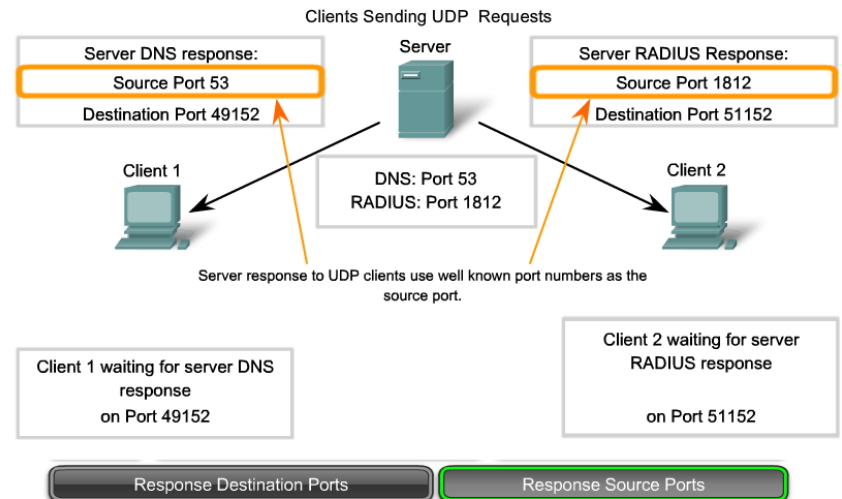 Clients Sending UDP Requests
Server DNS response:
Source Port 53
Destination Port 49152
Server
Server RADIUS Response:
Source Port 1812
Destination Port 51152
Client 1
DNS: Port 53
RADIUS: Port 1812
Client 2
Server response to UDP clients use well known port numbers as the
source port.
Client 1 waiting for server DNS
response
on Port 49152
Client 2 waiting for server
RADIUS response
on Port 51152
Response Destination Ports
Response Source Ports